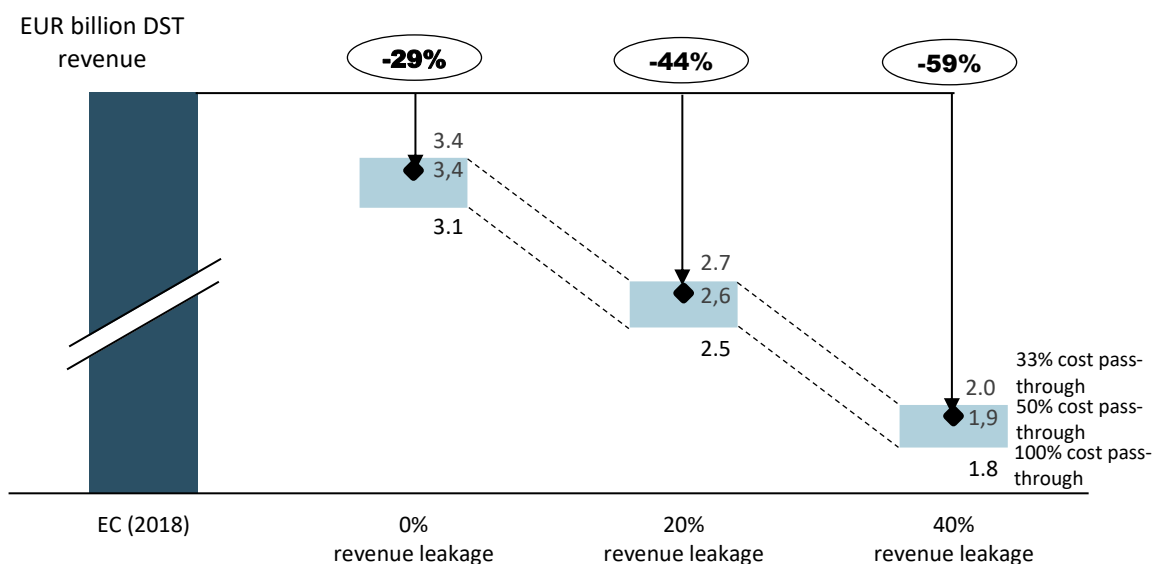 EUR billion DST
revenue
-29%
-44%
-59%
3.4
3,4
3.1
2.7
2,6
2.5
2.0
1,9
1.8
33% cost pass-
through
50% cost pass-
through
100% cost pass-
through
EC (2018)
0%
revenue leakage
20%
revenue leakage
40%
revenue leakage